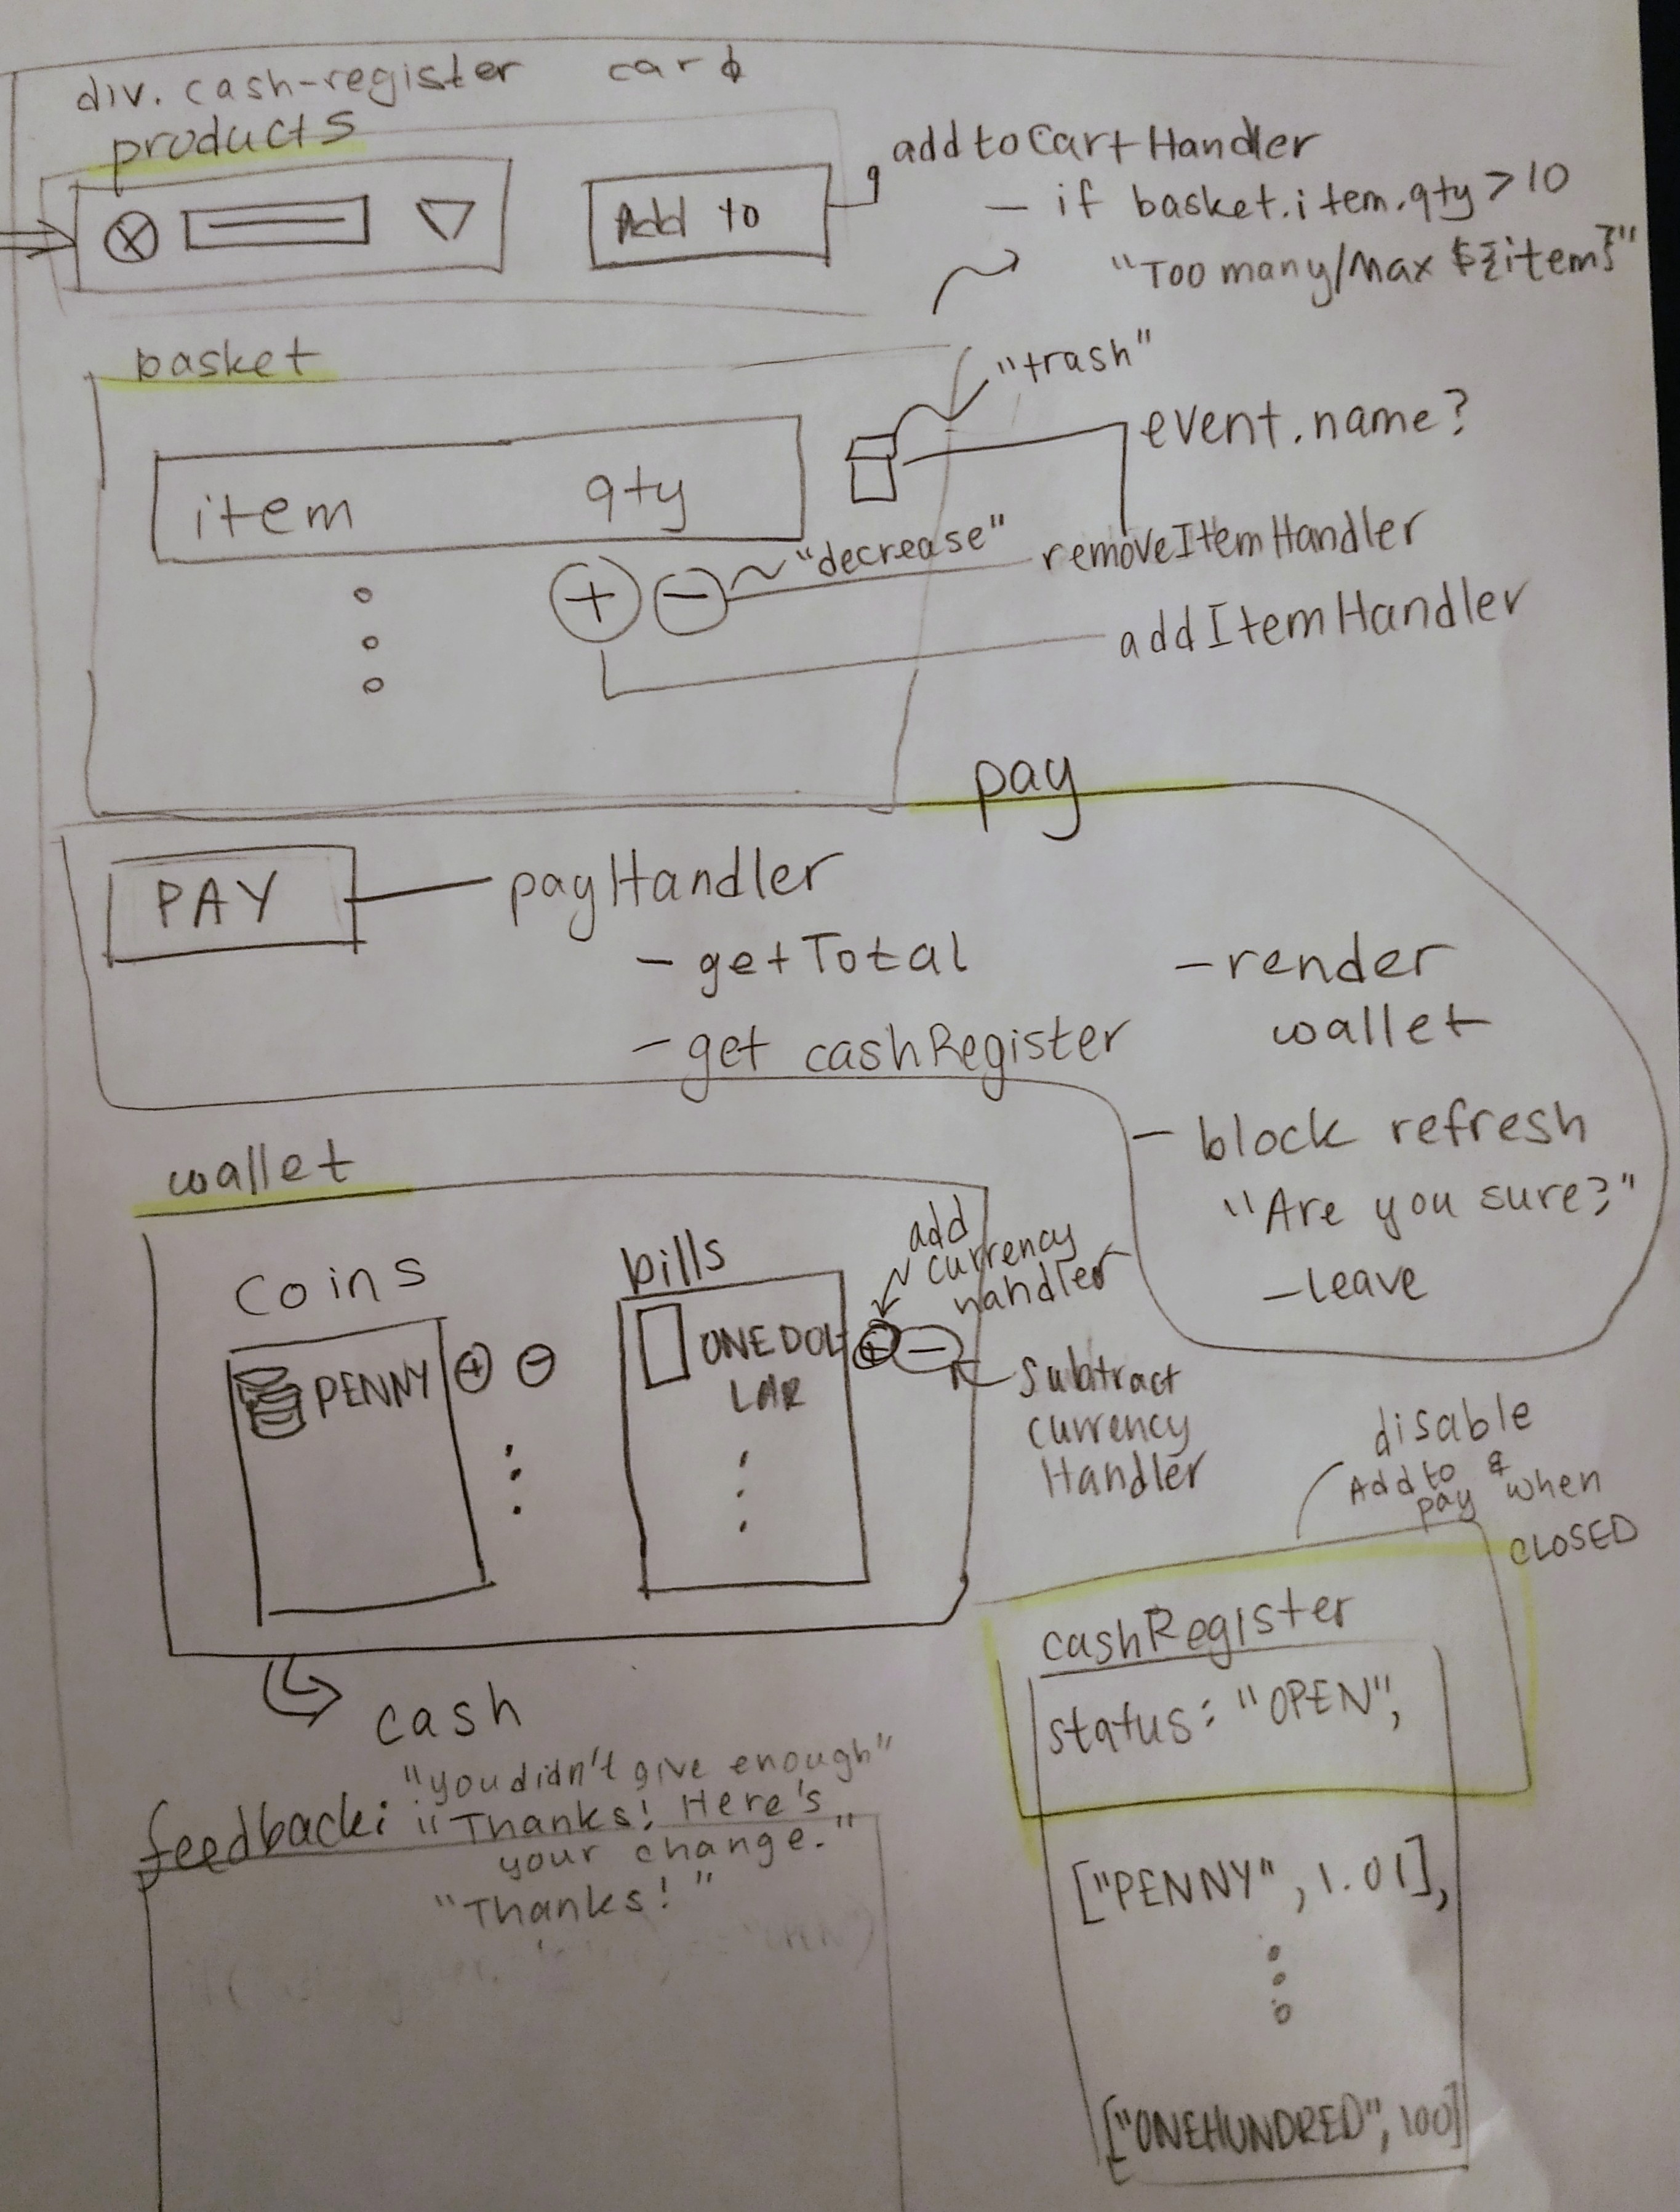 div.cash-register card
products
Add to
addtoCartHandler
- if basket.item.qty > 10
"Too many/Max ${item}"
basket
"trash"
event.name?
item qty
"decrease"
removeItemHandler
+ -
addItemHandler
pay
PAY
payHandler
- getTotal
- get cashRegister
- render
wallet
- block refresh
"Are you sure?"
- leave
wallet
coins
PENNY + -
bills
ONE DOL
LAR
+ -
add
currency
handler
Subtract
currency
Handler
disable
Add to &
pay when
CLOSED
cashRegister
status: "OPEN",
["PENNY", 1.01],
["ONEHUNDRED", 100]
cash
feedback:
"you didn't give enough"
"Thanks! Here's
your change."
"Thanks!"